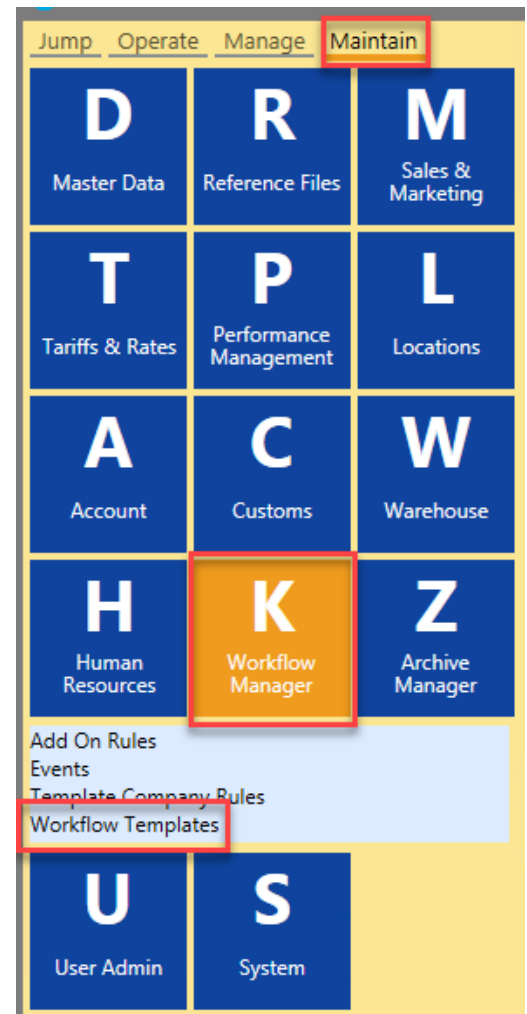 Jump Operate Manage Maintain
D R M
Master Data Reference Files Sales &
Marketing
T P L
Tariffs & Rates Performance
Management Locations
A C W
Account Customs Warehouse
H K Z
Human
Resources Workflow
Manager Archive
Manager
Add On Rules
Events
Template Company Rules
Workflow Templates
U S
User Admin System